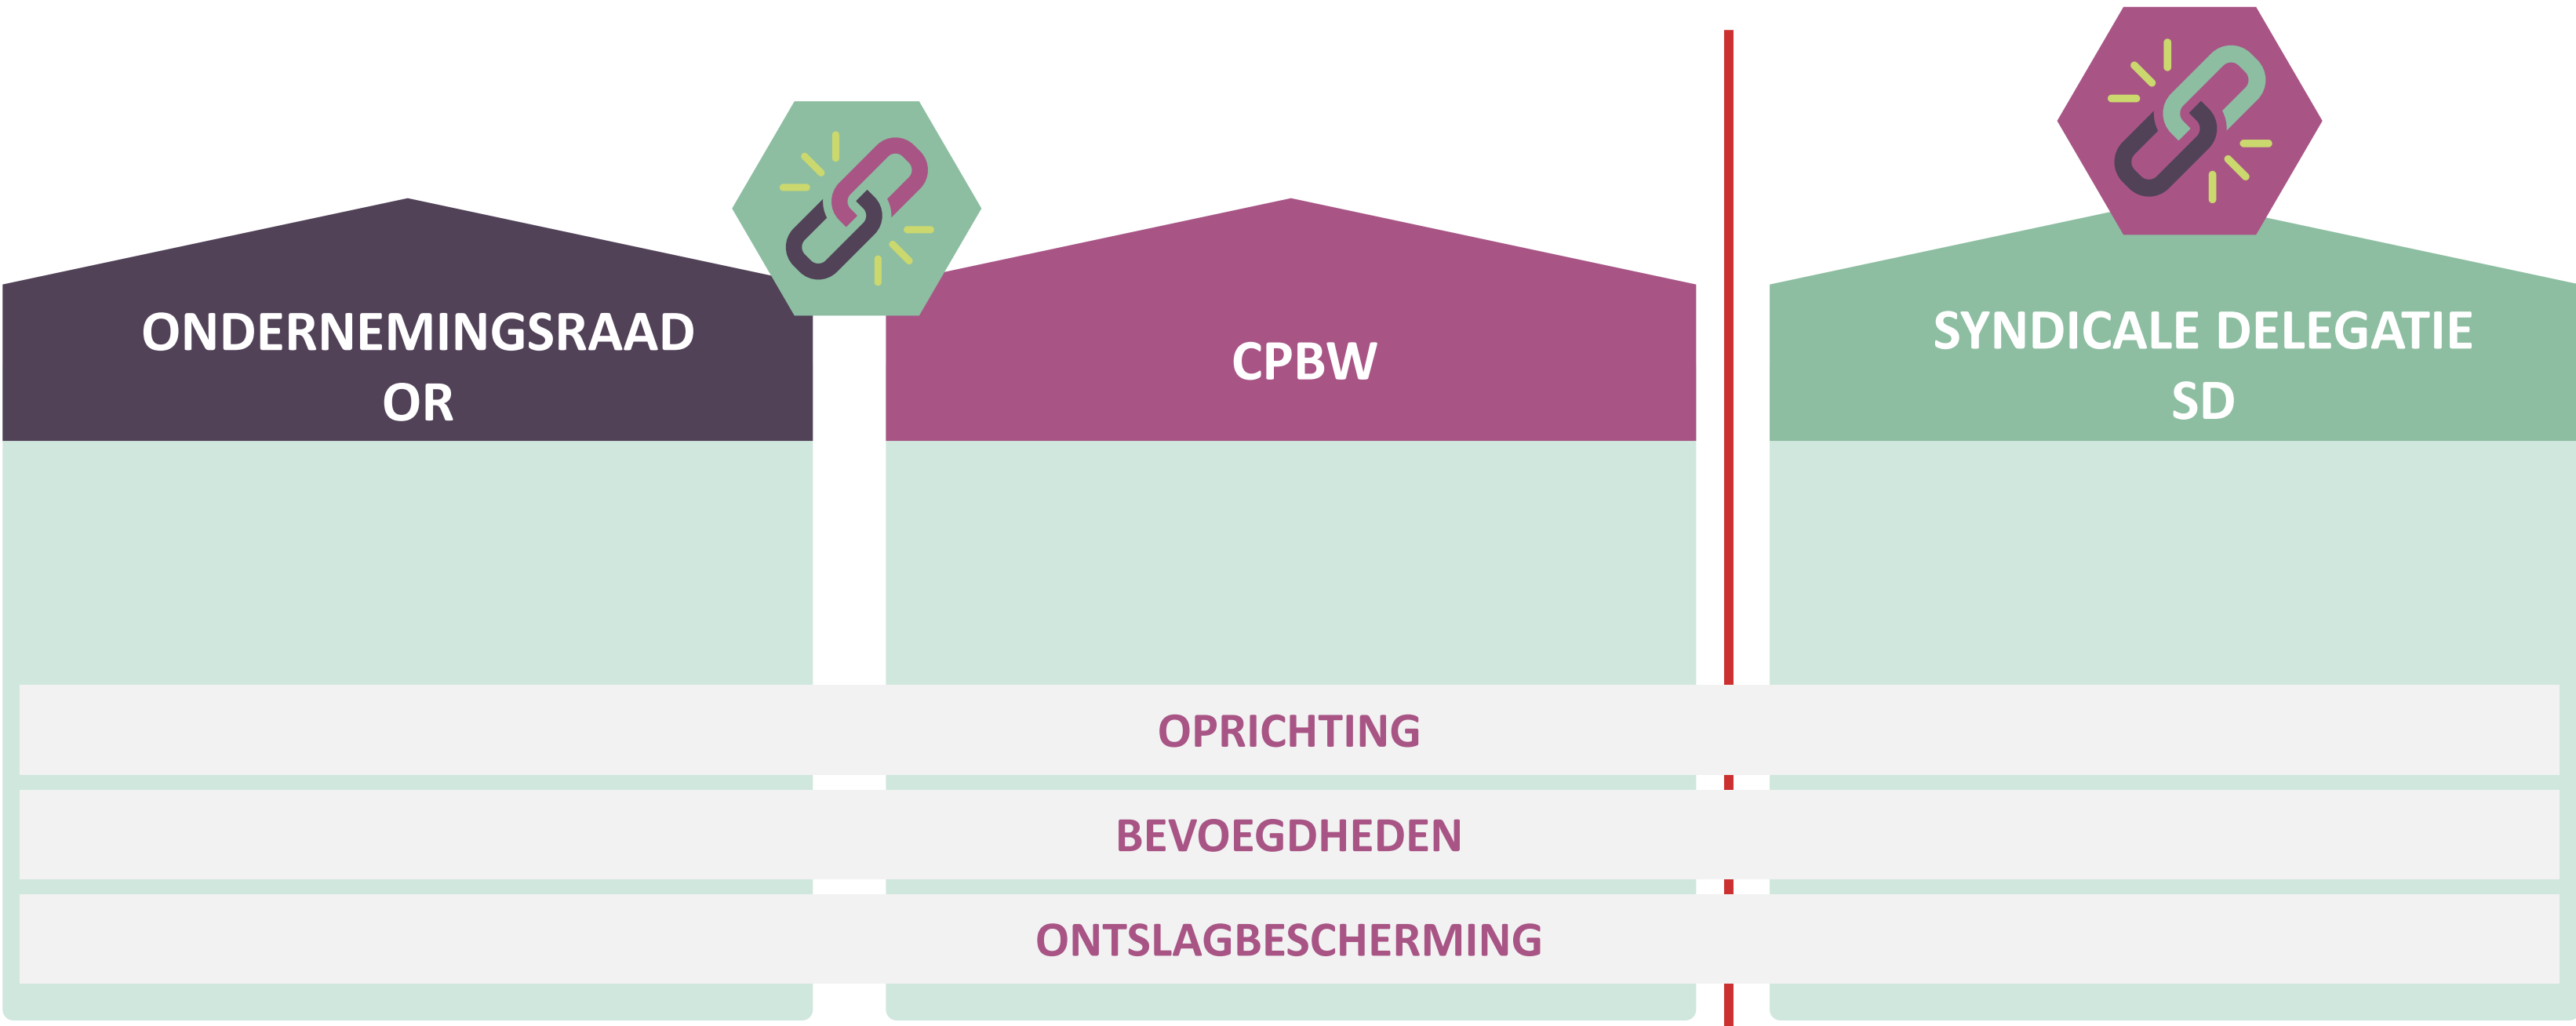 ONDERNEMINGSRAAD
OR
CPBW
SYNDICALE DELEGATIE
SD
OPRICHTING
BEVOEGDHEDEN
ONTSLAGBESCHERMING